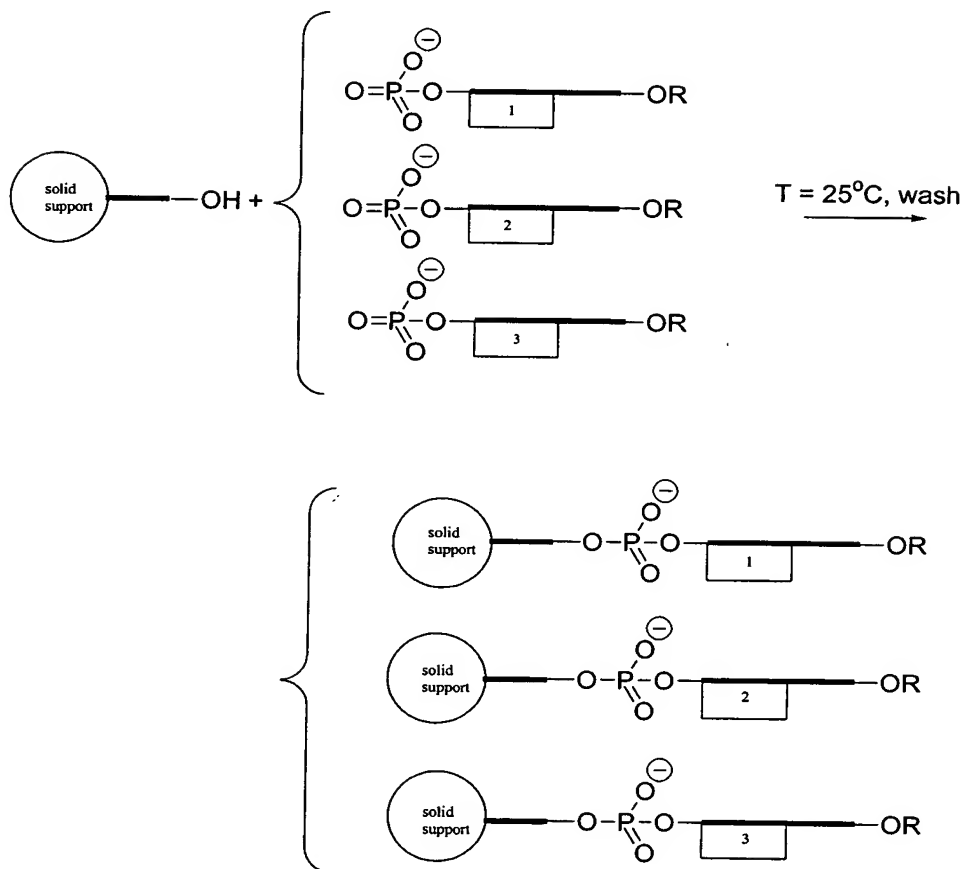 O
O=P-O OR
O
1
solid
support
OH +
O
O=P-O OR
O
2
T = 25°C, wash
O
O=P-O OR
O
3
solid
support
O
O-P-O OR
O
1
solid
support
O
O-P-O OR
O
2
solid
support
O
O-P-O OR
O
3